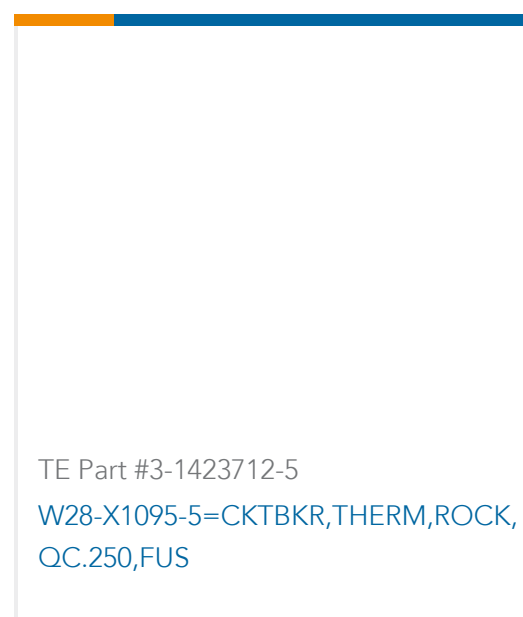 TE Part #3-1423712-5
W28-X1095-5=CKTBKR,THERM,ROCK,
QC.250,FUS